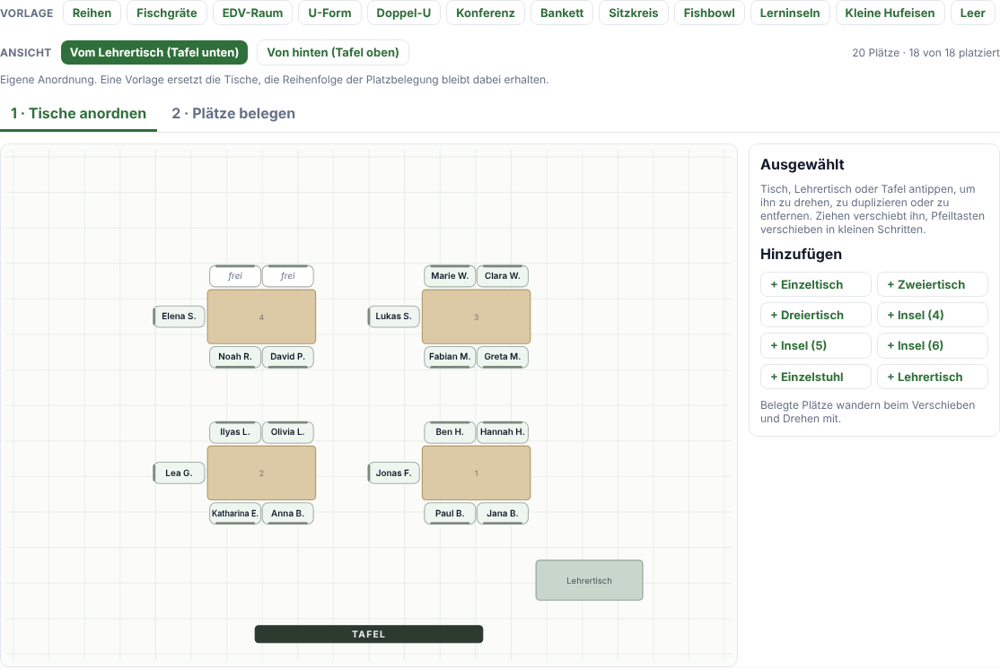 VORLAGE Reihen Fischgräte EDV-Raum U-Form Doppel-U Konferenz Bankett Sitzkreis Fishbowl Lerninseln Kleine Hufeisen Leer
ANSICHT Vom Lehrertisch (Tafel unten) Von hinten (Tafel oben) 20 Plätze · 18 von 18 platziert
Eigene Anordnung. Eine Vorlage ersetzt die Tische, die Reihenfolge der Platzbelegung bleibt dabei erhalten.
1 · Tische anordnen 2 · Plätze belegen
frei frei Marie W. Clara W.
Elena S. 4 Lukas S. 3
Noah R. David P. Fabian M. Greta M.
Ilyas L. Olivia L. Ben H. Hannah H.
Lea G. 2 Jonas F. 1
Katharina E. Anna B. Paul B. Jana B.
Lehrertisch
TAFEL
Ausgewählt
Tisch, Lehrertisch oder Tafel antippen, um
ihn zu drehen, zu duplizieren oder zu
entfernen. Ziehen verschiebt ihn, Pfeiltasten
verschieben in kleinen Schritten.
Hinzufügen
+ Einzeltisch + Zweiertisch
+ Dreiertisch + Insel (4)
+ Insel (5) + Insel (6)
+ Einzelstuhl + Lehrertisch
Belegte Plätze wandern beim Verschieben
und Drehen mit.